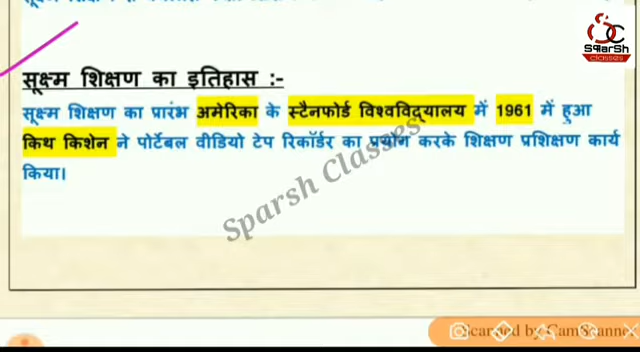 SparSh
classes
सूक्ष्म शिक्षण का इतिहास :-
सूक्ष्म शिक्षण का प्रारंभ अमेरिका के स्टैनफोर्ड विश्वविद्यालय में 1961 में हुआ
किथ किशेन ने पोर्टेबल वीडियो टेप रिकॉर्डर का प्रयोग करके शिक्षण प्रशिक्षण कार्य
किया।
Sparsh Classes
Scanned by CamScanner